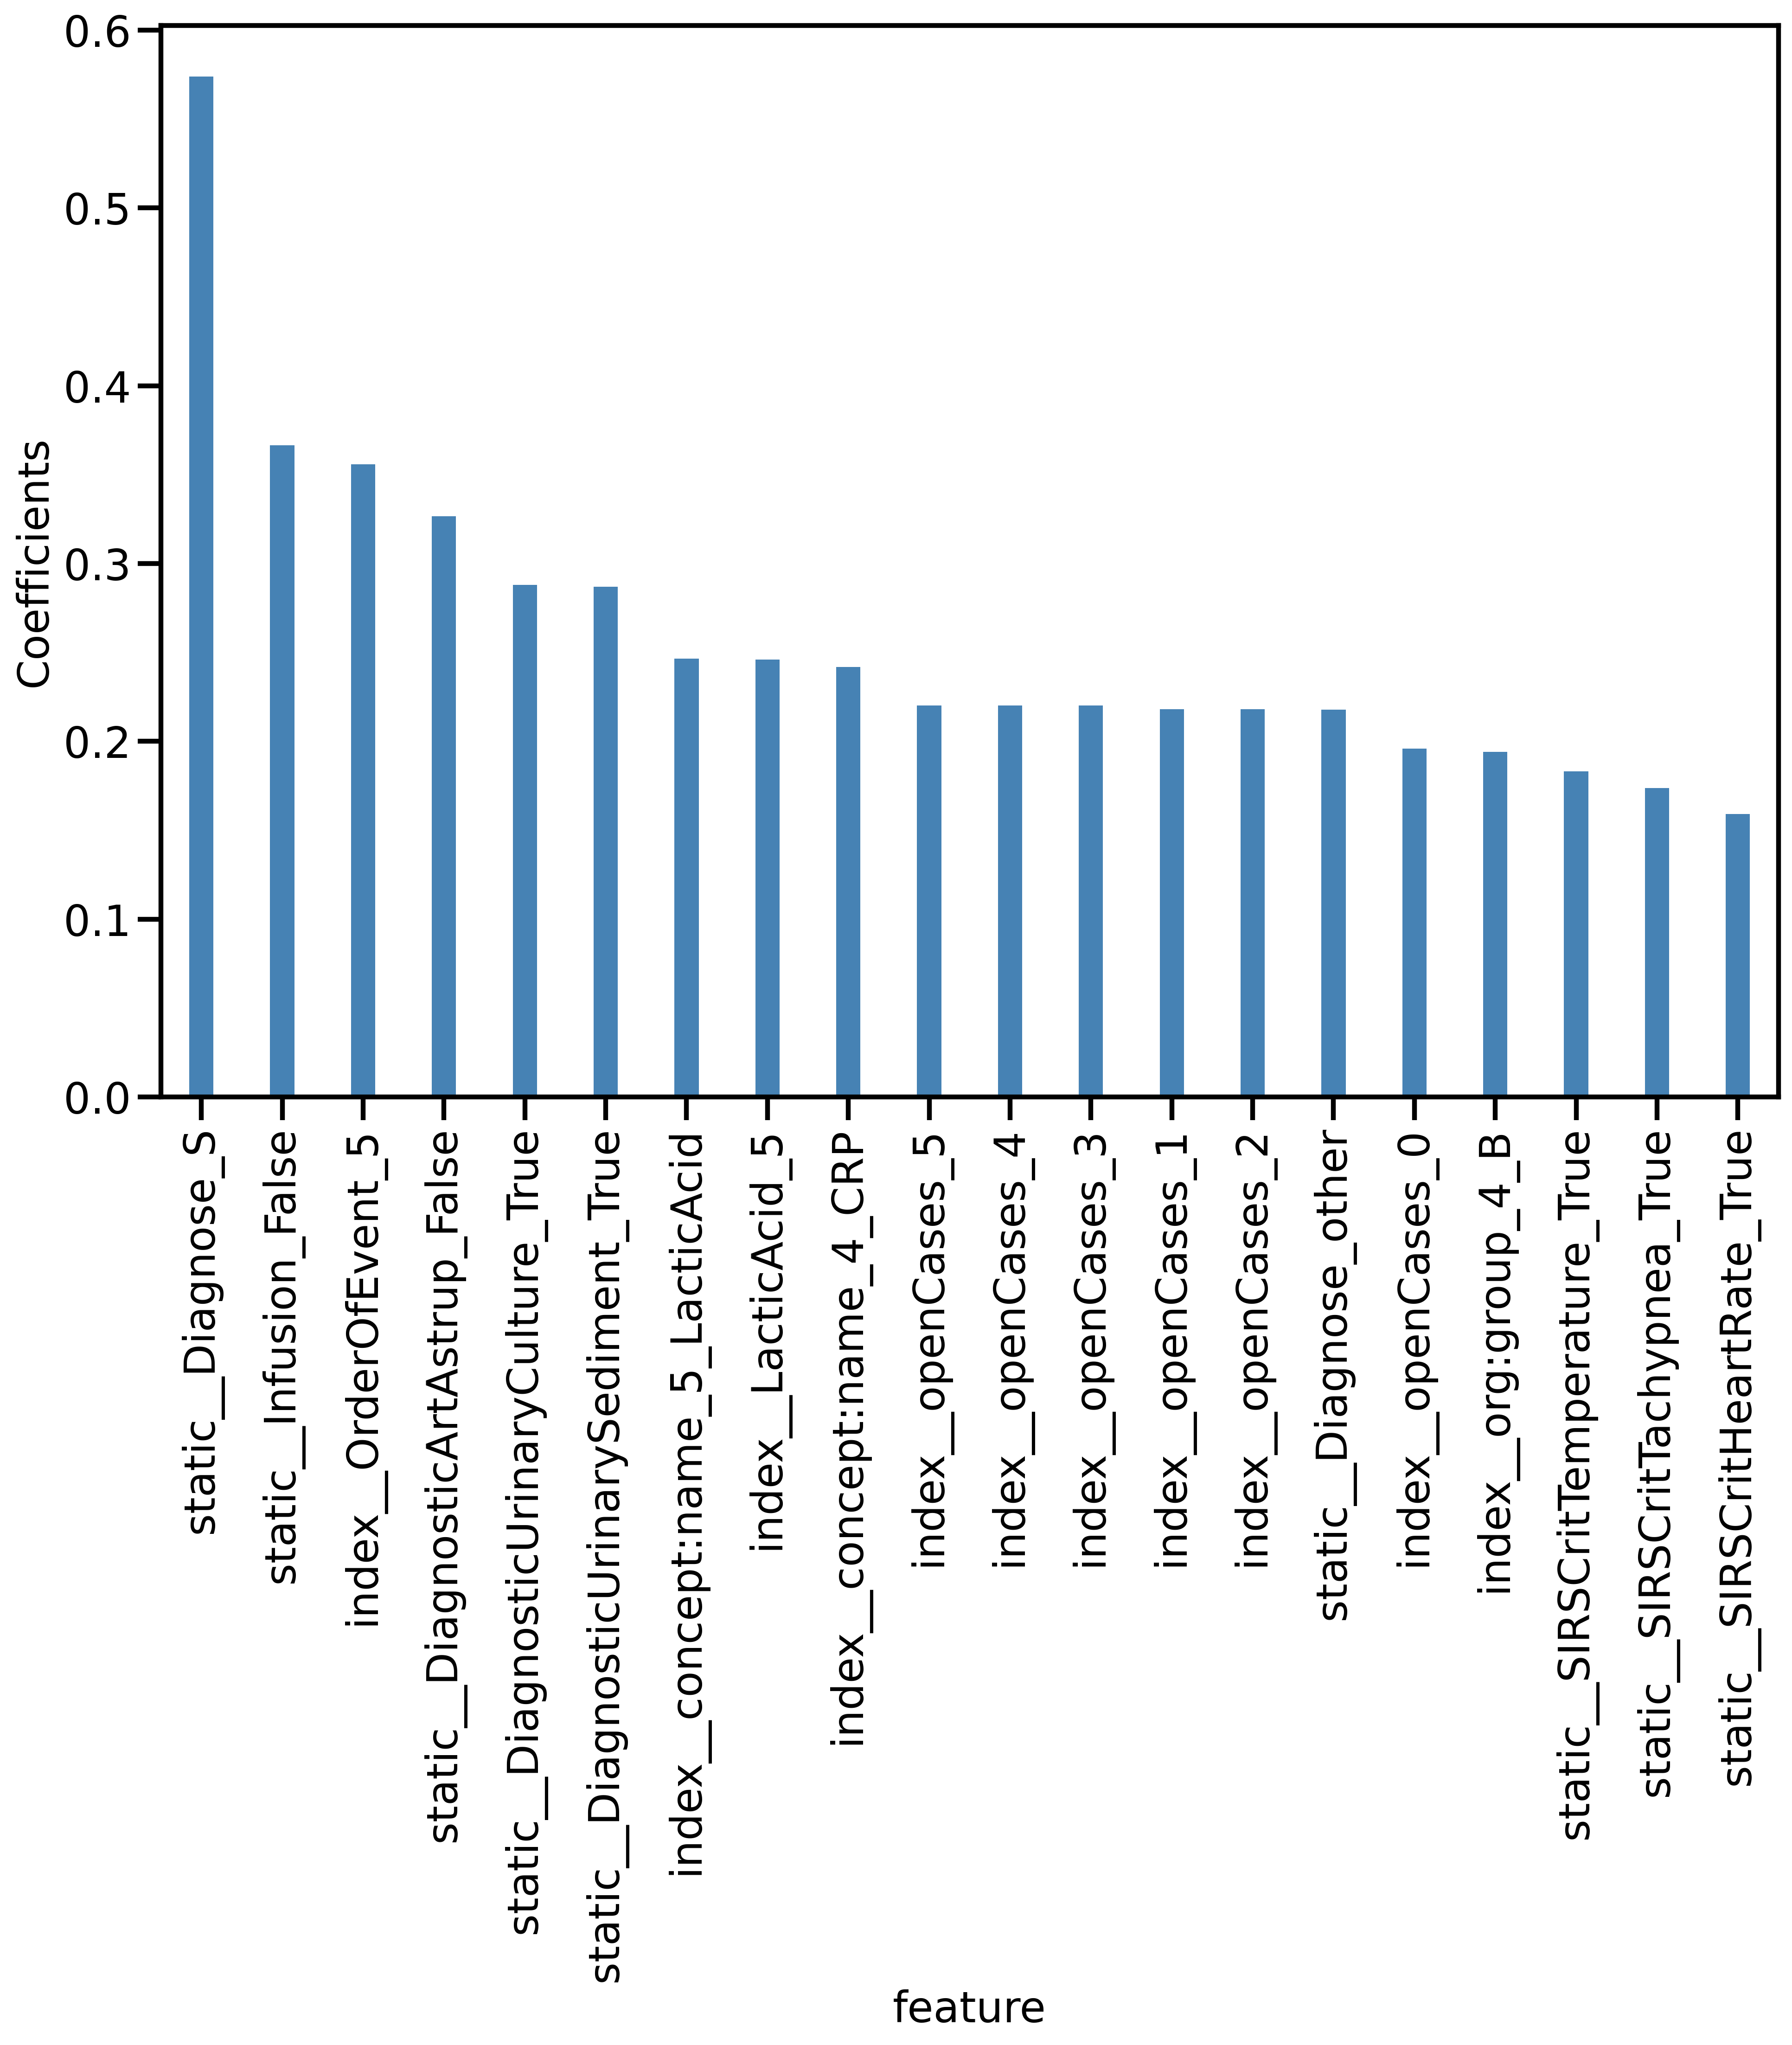 0.6
0.5
0.4
0.3
0.2
0.1
0.0
Coefficients
static__Diagnose_S
static__Infusion_False
index__OrderOfEvent_5
static__DiagnosticArtAstrup_False
static__DiagnosticUrinaryCulture_True
static__DiagnosticUrinarySediment_True
index__concept:name_5_LacticAcid
index__LacticAcid_5
index__concept:name_4_CRP
index__openCases_5
index__openCases_4
index__openCases_3
index__openCases_1
index__openCases_2
static__Diagnose_other
index__openCases_0
index__org:group_4_B
static__SIRSCritTemperature_True
static__SIRSCritTachypnea_True
static__SIRSCritHeartRate_True
feature